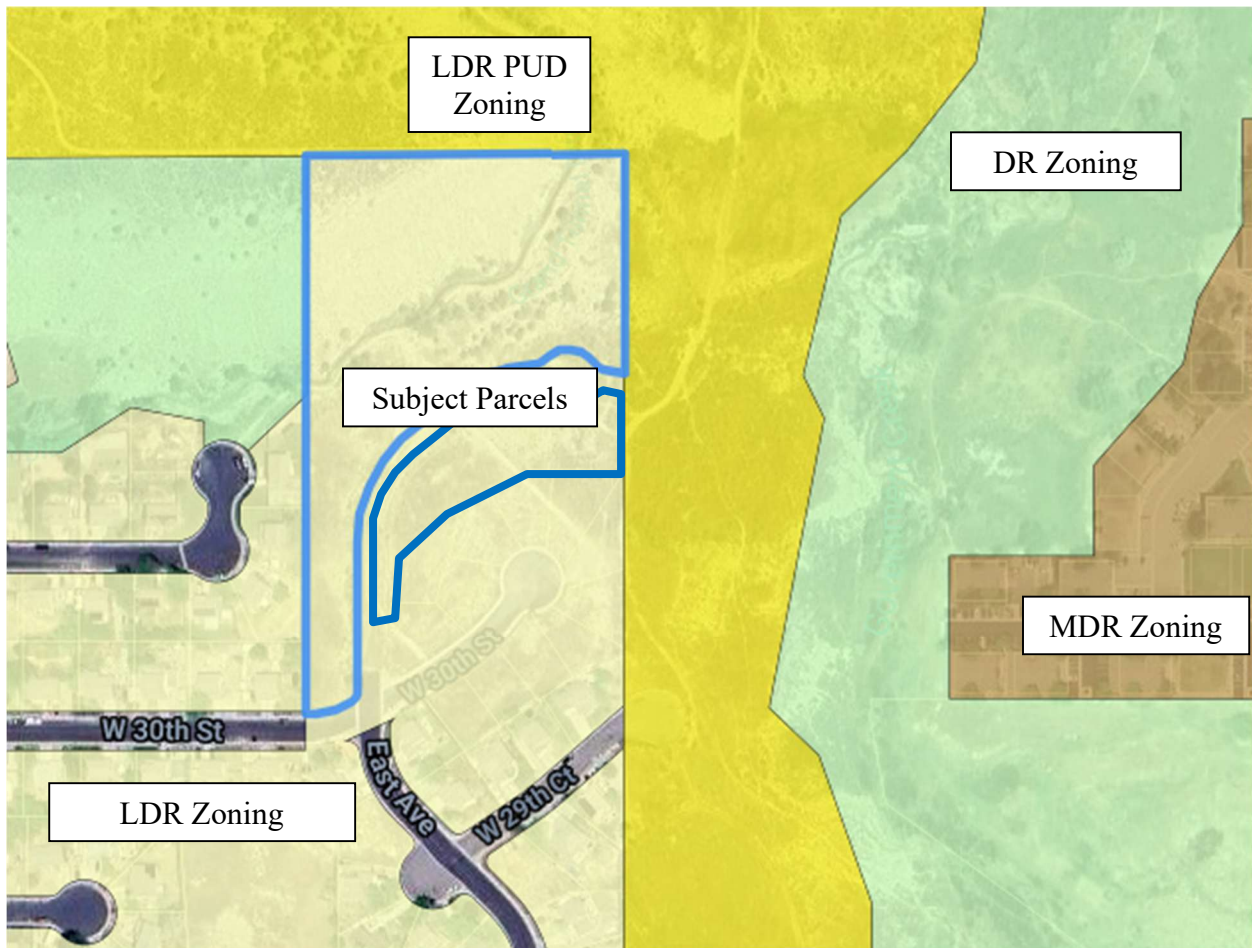 LDR PUD
Zoning
DR Zoning
Subject Parcels
MDR Zoning
W 30th St
W 30th St
East Ave
W 29th Ct
LDR Zoning